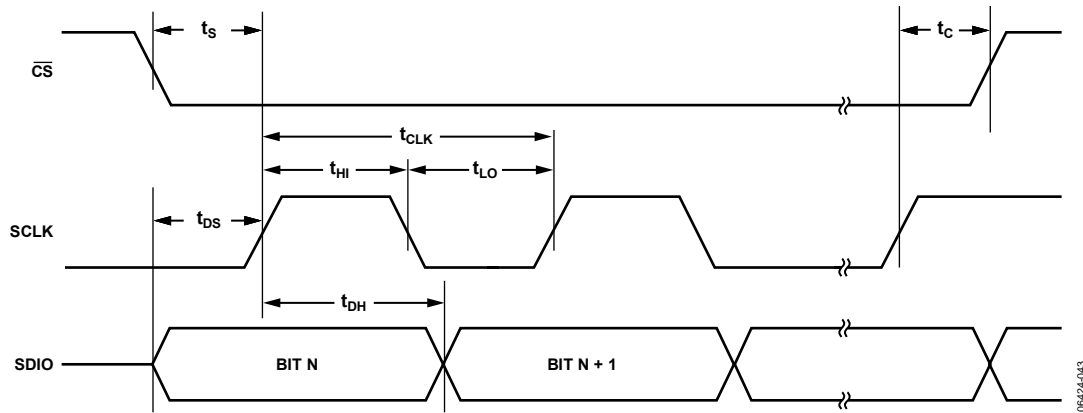 tS
tC
CS
tCLK
tHI
tLO
tDS
SCLK
tDH
SDIO
BIT N
BIT N + 1
06424-043